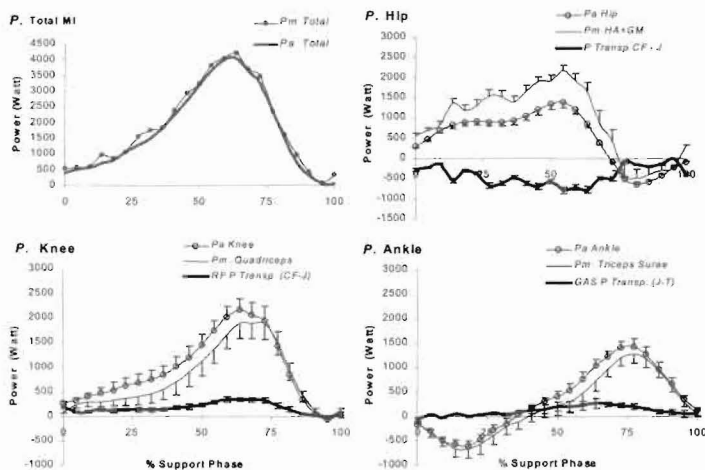 P. Total MI
Pm Total
Pa Total
Power (Watt)
4500
4000
3500
3000
2500
2000
1500
1000
500
0
0 25 50 75 100
P. Hip
Pa Hip
Pm HA+GM
P Transp CF - J
Power (Watt)
3000
2500
2000
1500
1000
500
0
-500
-1000
-1500
25 50 75 100
P. Knee
Pa Knee
Pm Quadriceps
RF P Transp. (CF-J)
Power (Watt)
3000
2500
2000
1500
1000
500
0
-500
-1000
0 25 50 75 100
% Support Phase
P. Ankle
Pa Ankle
Pm Triceps Surae
GAS P Transp. (J-T)
Power (Watt)
3000
2500
2000
1500
1000
500
0
-500
-1000
0 25 50 75 100
% Support Phase